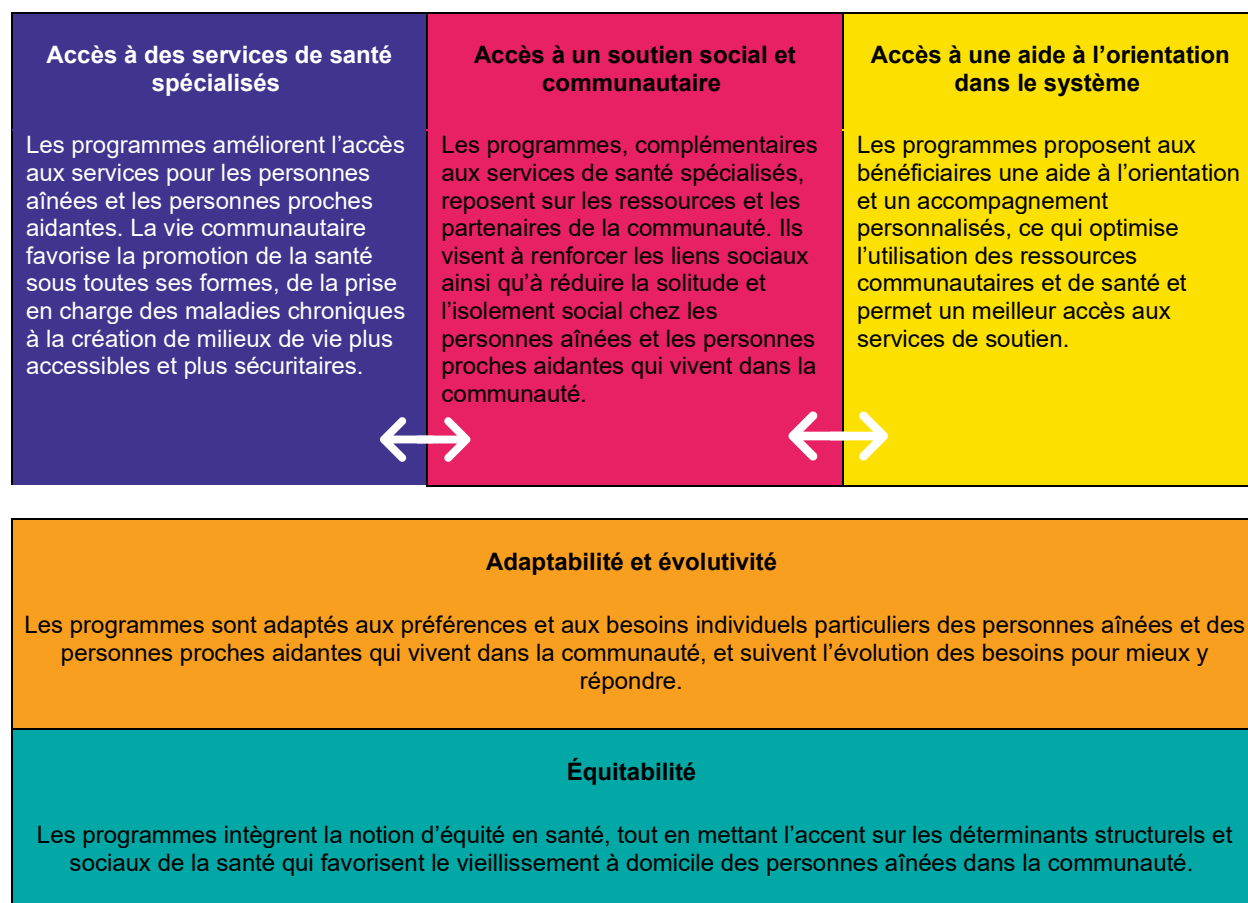 Accès à des services de santé
spécialisés
Les programmes améliorent l’accès
aux services pour les personnes
aînées et les personnes proches
aidantes. La vie communautaire
favorise la promotion de la santé
sous toutes ses formes, de la prise
en charge des maladies chroniques
à la création de milieux de vie plus
accessibles et plus sécuritaires.
Accès à un soutien social et
communautaire
Les programmes, complémentaires
aux services de santé spécialisés,
reposent sur les ressources et les
partenaires de la communauté. Ils
visent à renforcer les liens sociaux
ainsi qu’à réduire la solitude et
l’isolement social chez les
personnes aînées et les personnes
proches aidantes qui vivent dans la
communauté.
Accès à une aide à l’orientation
dans le système
Les programmes proposent aux
bénéficiaires une aide à l’orientation
et un accompagnement
personnalisés, ce qui optimise
l’utilisation des ressources
communautaires et de santé et
permet un meilleur accès aux
services de soutien.
Adaptabilité et évolutivité
Les programmes sont adaptés aux préférences et aux besoins individuels particuliers des personnes aînées et des
personnes proches aidantes qui vivent dans la communauté, et suivent l’évolution des besoins pour mieux y
répondre.
Équitabilité
Les programmes intègrent la notion d’équité en santé, tout en mettant l’accent sur les déterminants structurels et
sociaux de la santé qui favorisent le vieillissement à domicile des personnes aînées dans la communauté.